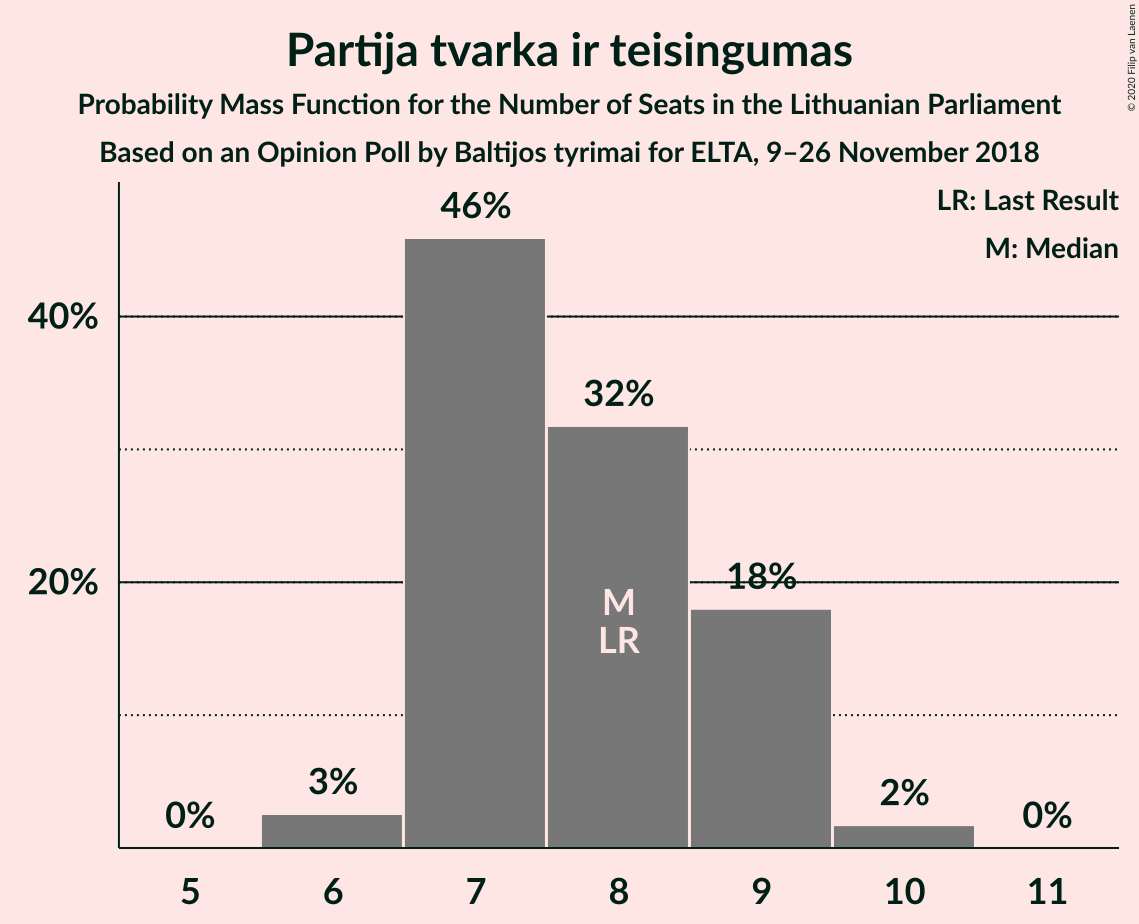 Partija tvarka ir teisingumas
Probability Mass Function for the Number of Seats in the Lithuanian Parliament
Based on an Opinion Poll by Baltijos tyrimai for ELTA, 9–26 November 2018
© 2020 Filip van Laenen
LR: Last Result
M: Median
46%
40%
32%
20%
18%
M
LR
3%
2%
0%
0%
5 6 7 8 9 10 11